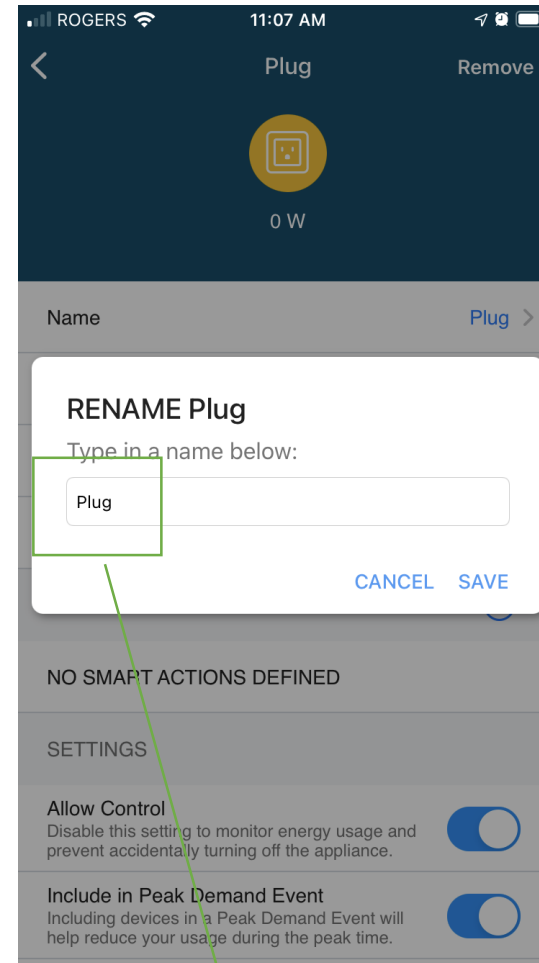 ROGERS 11:07 AM
Plug Remove
0 W
Name Plug
RENAME Plug
Type in a name below:
Plug
CANCEL SAVE
NO SMART ACTIONS DEFINED
SETTINGS
Allow Control
Disable this setting to monitor energy usage and
prevent accidentally turning off the appliance.
Include in Peak Demand Event
Including devices in a Peak Demand Event will
help reduce your usage during the peak time.